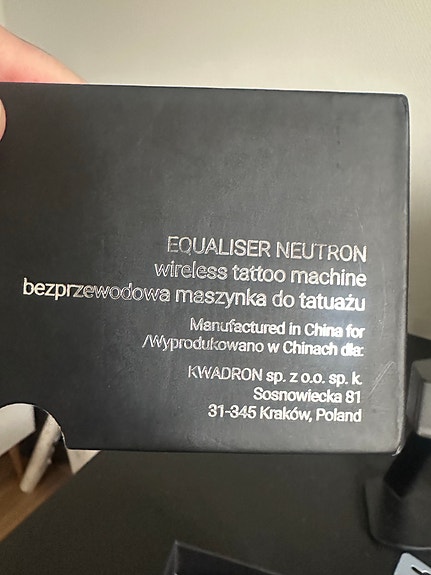 EQUALISER NEUTRON
wireless tattoo machine
bezprzewodowa maszynka do tatuażu
Manufactured in China for
/Wyprodukowano w Chinach dla:
KWADRON sp. z o.o. sp. k.
Sosnowiecka 81
31-345 Kraków, Poland